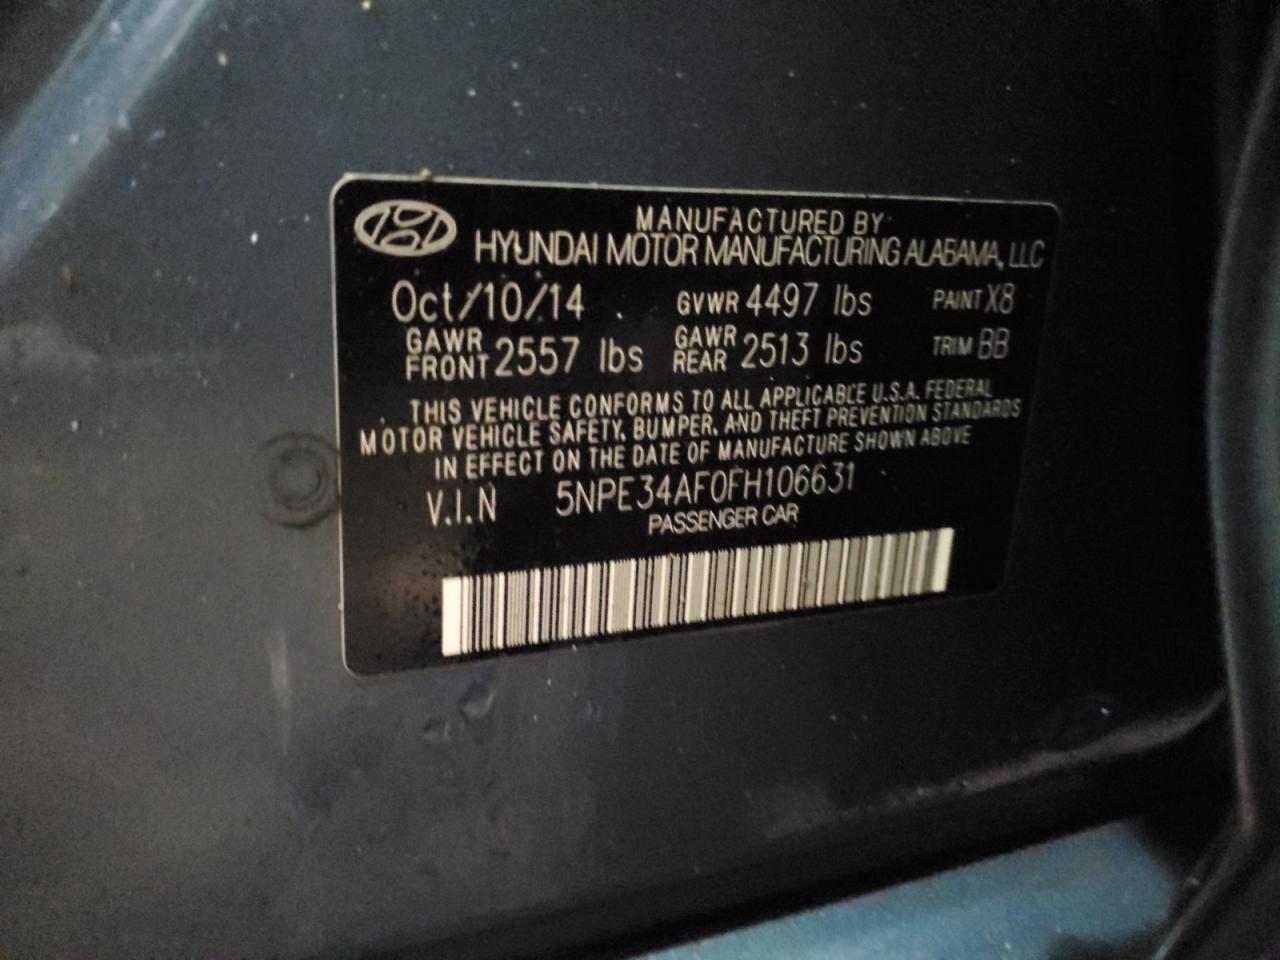 MANUFACTURED BY
HYUNDAI MOTOR MANUFACTURING ALABAMA, LLC
Oct/10/14 GVWR 4497 lbs PAINT X8
GAWR FRONT 2557 lbs GAWR REAR 2513 lbs TRIM BB
THIS VEHICLE CONFORMS TO ALL APPLICABLE U.S.A. FEDERAL
MOTOR VEHICLE SAFETY, BUMPER, AND THEFT PREVENTION STANDARDS
IN EFFECT ON THE DATE OF MANUFACTURE SHOWN ABOVE
V.I.N 5NPE34AF0FH106631
PASSENGER CAR